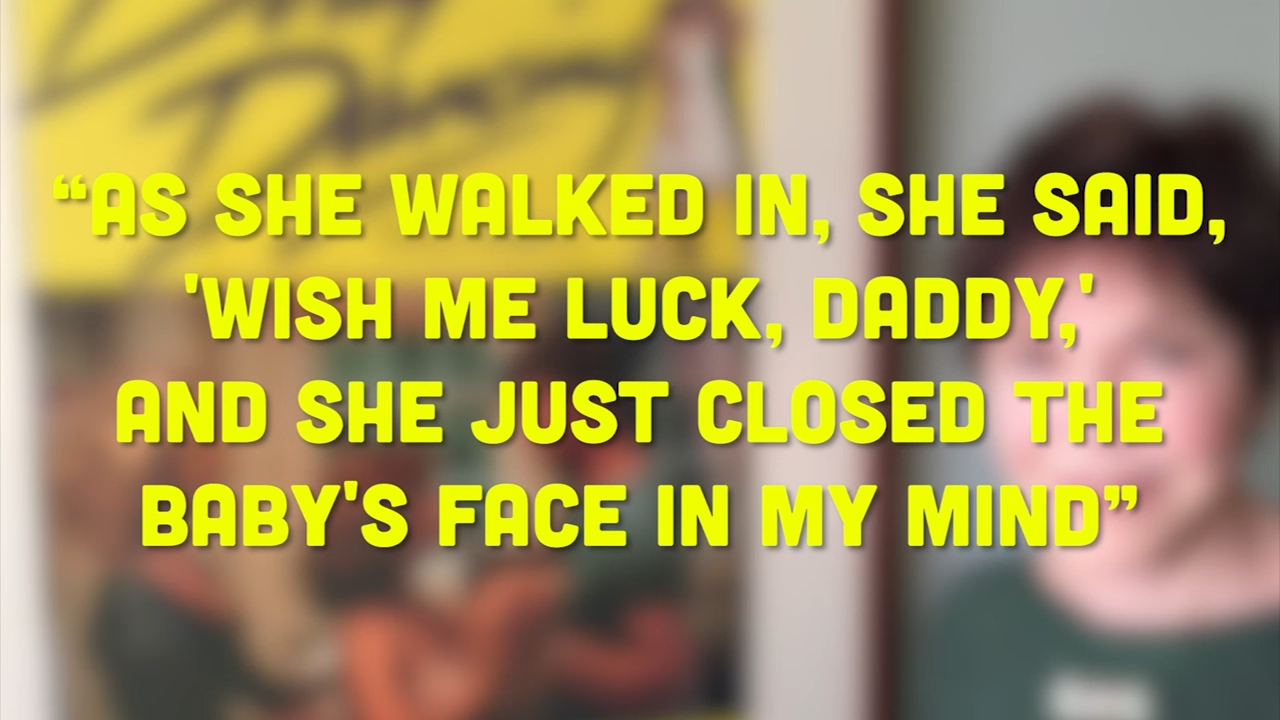 “AS SHE WALKED IN, SHE SAID,
'WISH ME LUCK, DADDY,'
AND SHE JUST CLOSED THE
BABY'S FACE IN MY MIND”